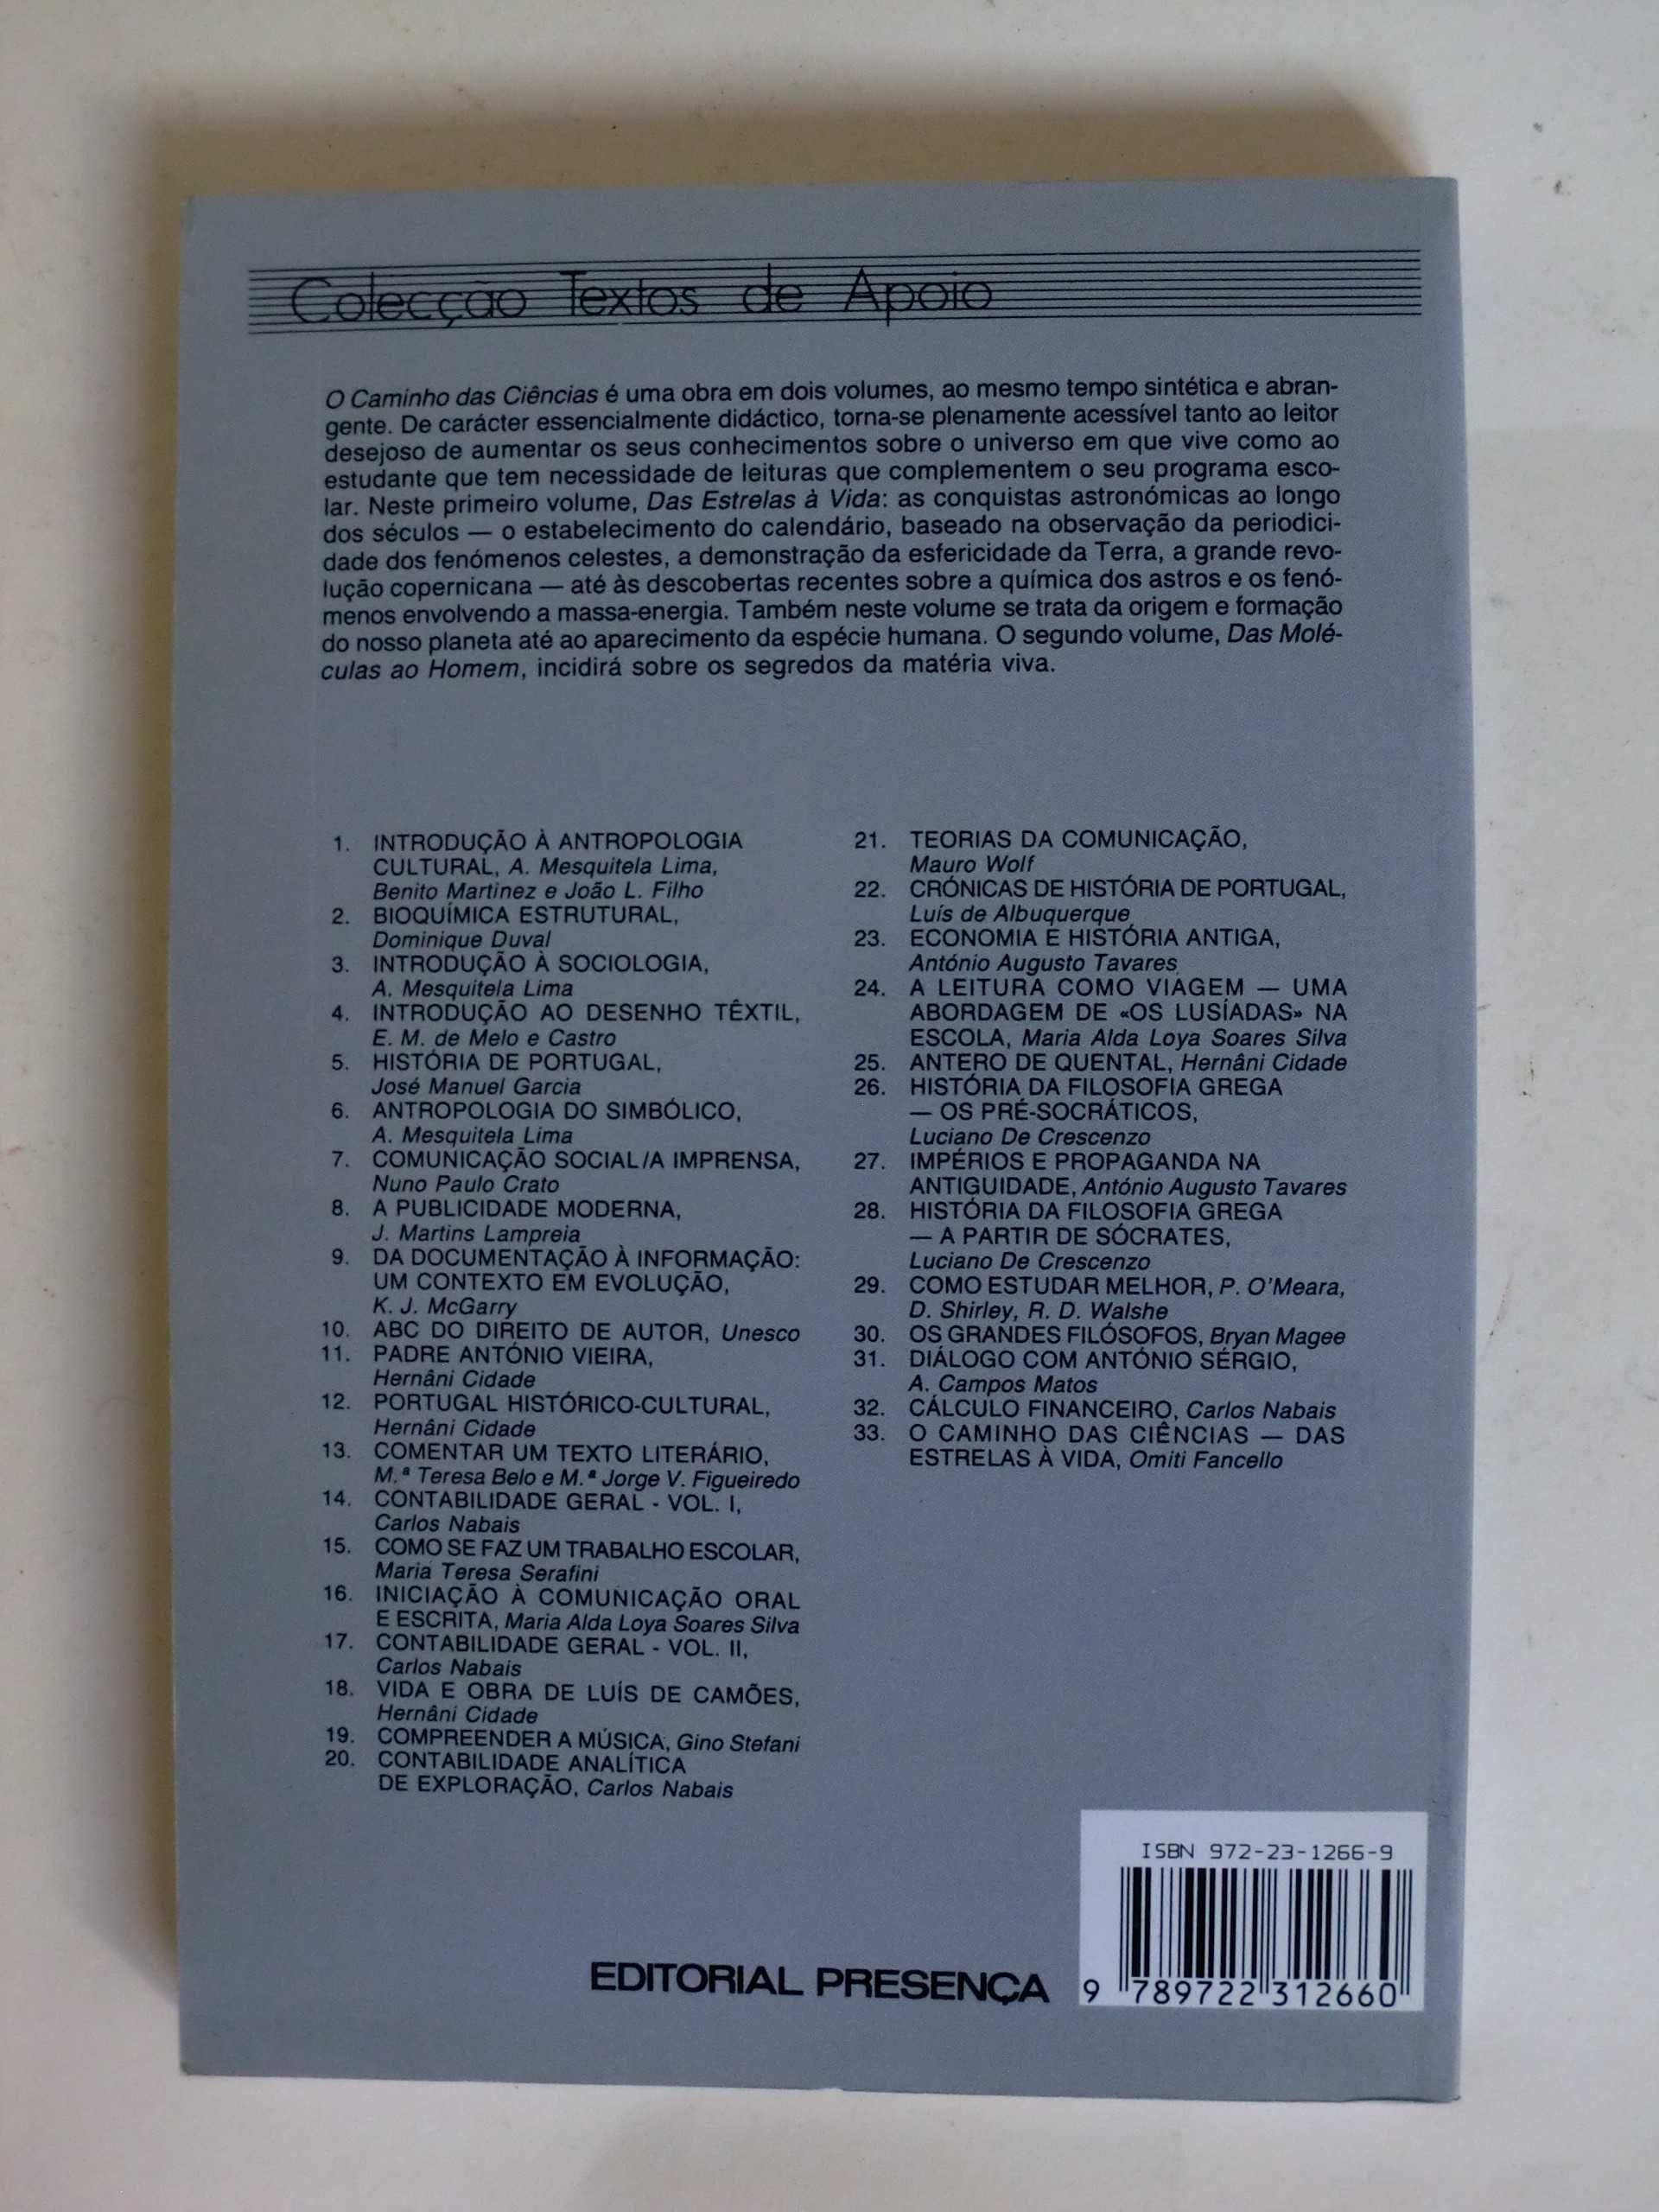 Colecção Textos de Apoio
O Caminho das Ciências é uma obra em dois volumes, ao mesmo tempo sintética e abran-
gente. De carácter essencialmente didáctico, torna-se plenamente acessível tanto ao leitor
desejoso de aumentar os seus conhecimentos sobre o universo em que vive como ao
estudante que tem necessidade de leituras que complementem o seu programa esco-
lar. Neste primeiro volume, Das Estrelas à Vida: as conquistas astronómicas ao longo
dos séculos — o estabelecimento do calendário, baseado na observação da periodici-
dade dos fenómenos celestes, a demonstração da esfericidade da Terra, a grande revo-
lução copernicana — até às descobertas recentes sobre a química dos astros e os fenó-
menos envolvendo a massa-energia. Também neste volume se trata da origem e formação
do nosso planeta até ao aparecimento da espécie humana. O segundo volume, Das Molé-
culas ao Homem, incidirá sobre os segredos da matéria viva.
1. INTRODUÇÃO À ANTROPOLOGIA
CULTURAL, A. Mesquitela Lima,
Benito Martinez e João L. Filho
2. BIOQUÍMICA ESTRUTURAL,
Dominique Duval
3. INTRODUÇÃO À SOCIOLOGIA,
A. Mesquitela Lima
4. INTRODUÇÃO AO DESENHO TÊXTIL,
E. M. de Melo e Castro
5. HISTÓRIA DE PORTUGAL,
José Manuel Garcia
6. ANTROPOLOGIA DO SIMBÓLICO,
A. Mesquitela Lima
7. COMUNICAÇÃO SOCIAL/A IMPRENSA,
Nuno Paulo Crato
8. A PUBLICIDADE MODERNA,
J. Martins Lampreia
9. DA DOCUMENTAÇÃO À INFORMAÇÃO:
UM CONTEXTO EM EVOLUÇÃO,
K. J. McGarry
10. ABC DO DIREITO DE AUTOR, Unesco
11. PADRE ANTÓNIO VIEIRA,
Hernâni Cidade
12. PORTUGAL HISTÓRICO-CULTURAL,
Hernâni Cidade
13. COMENTAR UM TEXTO LITERÁRIO,
M.ª Teresa Belo e M.ª Jorge V. Figueiredo
14. CONTABILIDADE GERAL - VOL. I,
Carlos Nabais
15. COMO SE FAZ UM TRABALHO ESCOLAR,
Maria Teresa Serafini
16. INICIAÇÃO À COMUNICAÇÃO ORAL
E ESCRITA, Maria Alda Loya Soares Silva
17. CONTABILIDADE GERAL - VOL. II,
Carlos Nabais
18. VIDA E OBRA DE LUÍS DE CAMÕES,
Hernâni Cidade
19. COMPREENDER A MÚSICA, Gino Stefani
20. CONTABILIDADE ANALÍTICA
DE EXPLORAÇÃO, Carlos Nabais
21. TEORIAS DA COMUNICAÇÃO,
Mauro Wolf
22. CRÓNICAS DE HISTÓRIA DE PORTUGAL,
Luís de Albuquerque
23. ECONOMIA E HISTÓRIA ANTIGA,
António Augusto Tavares
24. A LEITURA COMO VIAGEM — UMA
ABORDAGEM DE «OS LUSÍADAS» NA
ESCOLA, Maria Alda Loya Soares Silva
25. ANTERO DE QUENTAL, Hernâni Cidade
26. HISTÓRIA DA FILOSOFIA GREGA
— OS PRÉ-SOCRÁTICOS,
Luciano De Crescenzo
27. IMPÉRIOS E PROPAGANDA NA
ANTIGUIDADE, António Augusto Tavares
28. HISTÓRIA DA FILOSOFIA GREGA
— A PARTIR DE SÓCRATES,
Luciano De Crescenzo
29. COMO ESTUDAR MELHOR, P. O'Meara,
D. Shirley, R. D. Walshe
30. OS GRANDES FILÓSOFOS, Bryan Magee
31. DIÁLOGO COM ANTÓNIO SÉRGIO,
A. Campos Matos
32. CÁLCULO FINANCEIRO, Carlos Nabais
33. O CAMINHO DAS CIÊNCIAS — DAS
ESTRELAS À VIDA, Omiti Fancello
ISBN 972-23-1266-9
EDITORIAL PRESENÇA
9 789722 312660